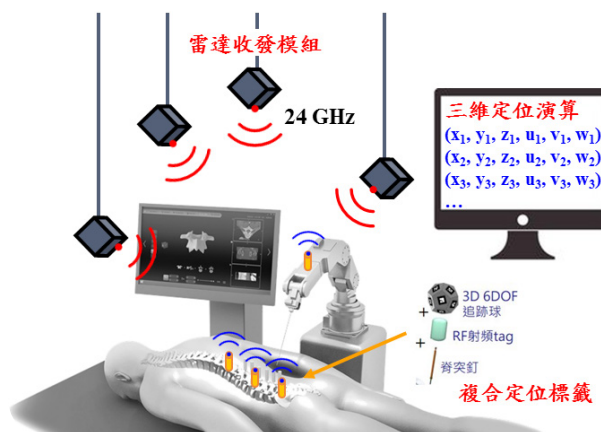 雷達收發模組
24 GHz
三維定位演算
(x₁, y₁, z₁, u₁, v₁, w₁)
(x₂, y₂, z₂, u₂, v₂, w₂)
(x₃, y₃, z₃, u₃, v₃, w₃)
…
3D 6DOF
+ 追蹤球
+ RF射頻tag
脊突釘
複合定位標籤